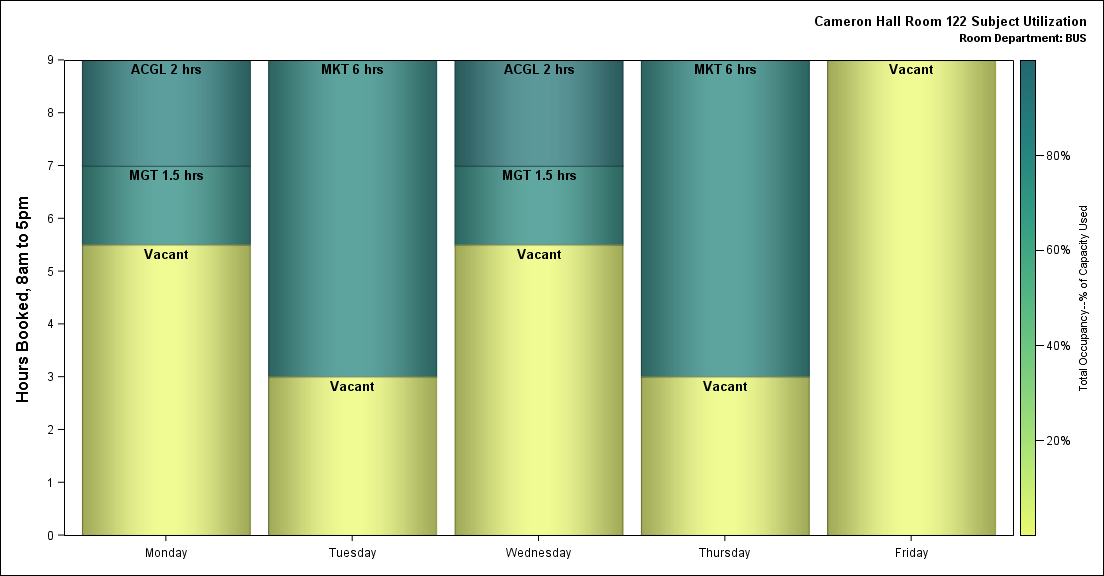 Cameron Hall Room 122 Subject Utilization
Room Department: BUS
Hours Booked, 8am to 5pm
9
8
7
6
5
4
3
2
1
0
ACGL 2 hrs
MGT 1.5 hrs
Vacant
MKT 6 hrs
Vacant
ACGL 2 hrs
MGT 1.5 hrs
Vacant
MKT 6 hrs
Vacant
Vacant
Monday
Tuesday
Wednesday
Thursday
Friday
80%
60%
40%
20%
Total Occupancy--% of Capacity Used